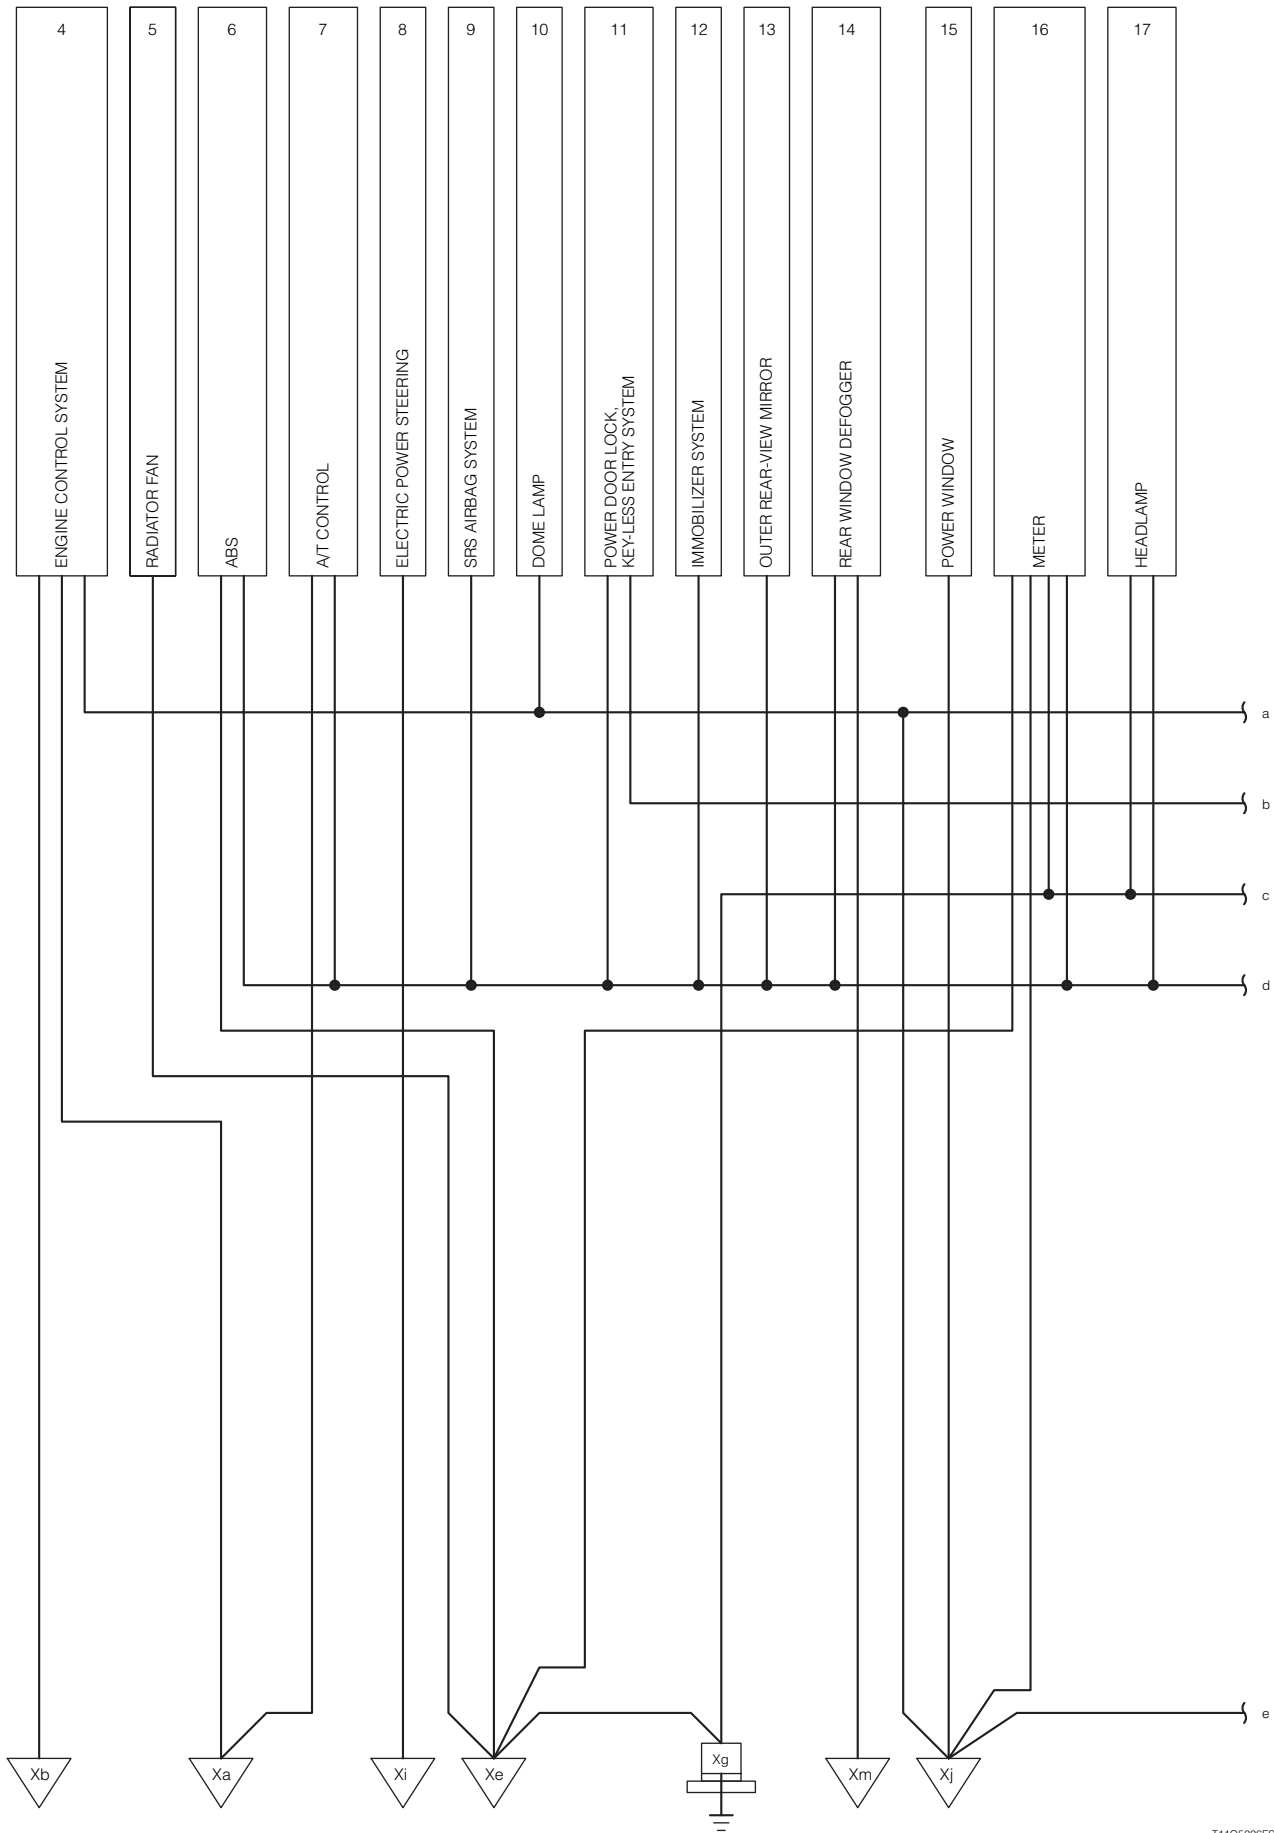 4
5
6
7
8
9
10
11
12
13
14
15
16
17
ENGINE CONTROL SYSTEM
RADIATOR FAN
ABS
A/T CONTROL
ELECTRIC POWER STEERING
SRS AIRBAG SYSTEM
DOME LAMP
POWER DOOR LOCK,
KEY-LESS ENTRY SYSTEM
IMMOBILIZER SYSTEM
OUTER REAR-VIEW MIRROR
REAR WINDOW DEFOGGER
POWER WINDOW
METER
HEADLAMP
a
b
c
d
e
Xb
Xa
Xi
Xe
Xg
Xm
Xj